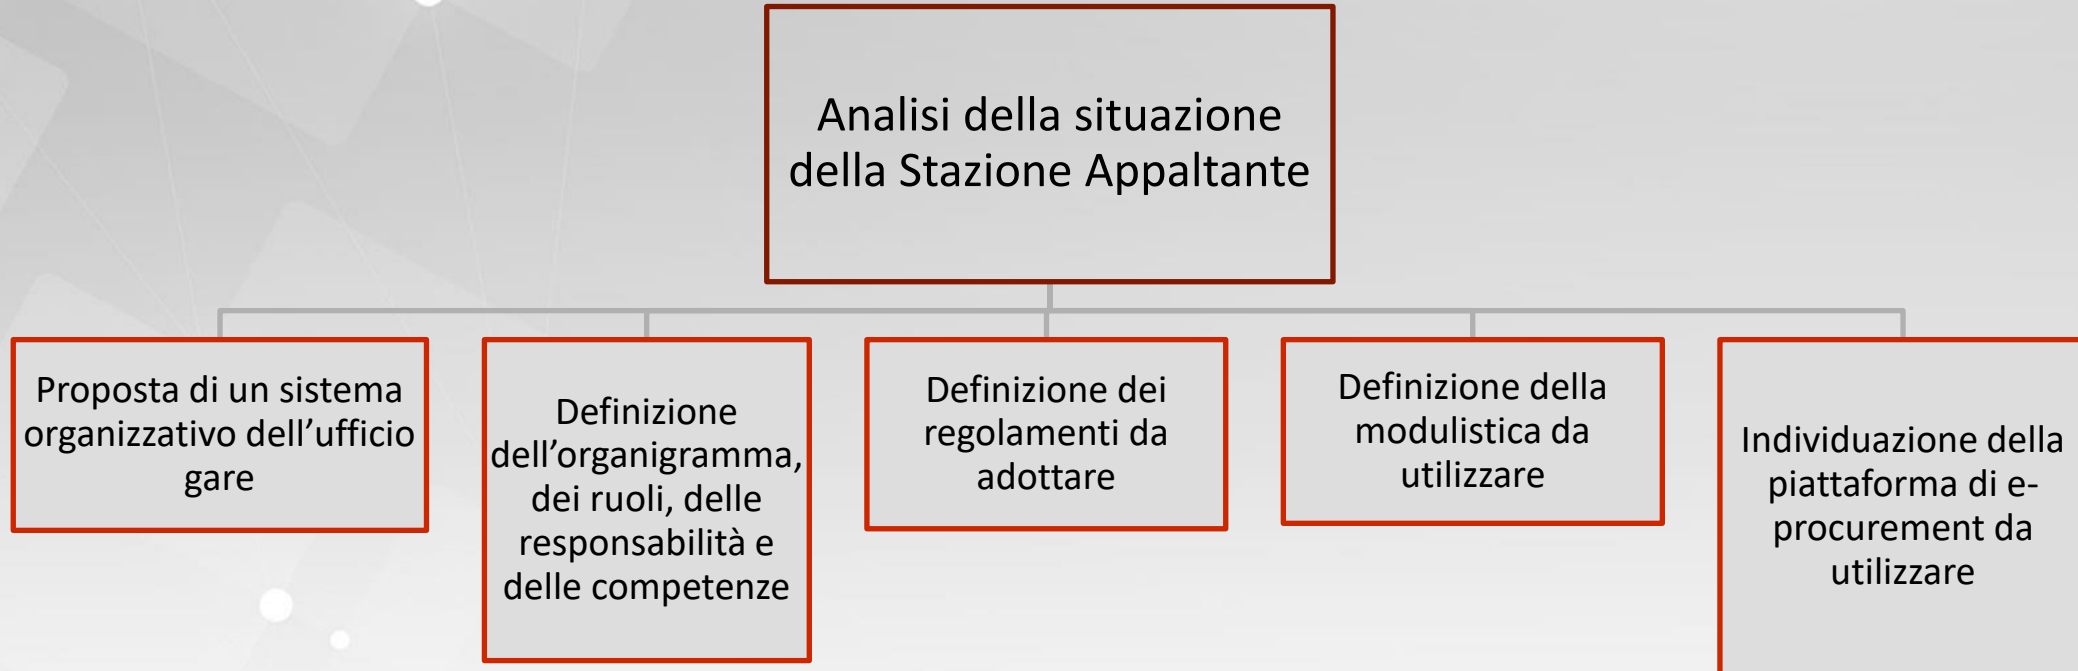 Analisi della situazione
della Stazione Appaltante
Proposta di un sistema
organizzativo dell’ufficio
gare
Definizione
dell’organigramma,
dei ruoli, delle
responsabilità e
delle competenze
Definizione dei
regolamenti da
adottare
Definizione della
modulistica da
utilizzare
Individuazione della
piattaforma di e-
procurement da
utilizzare